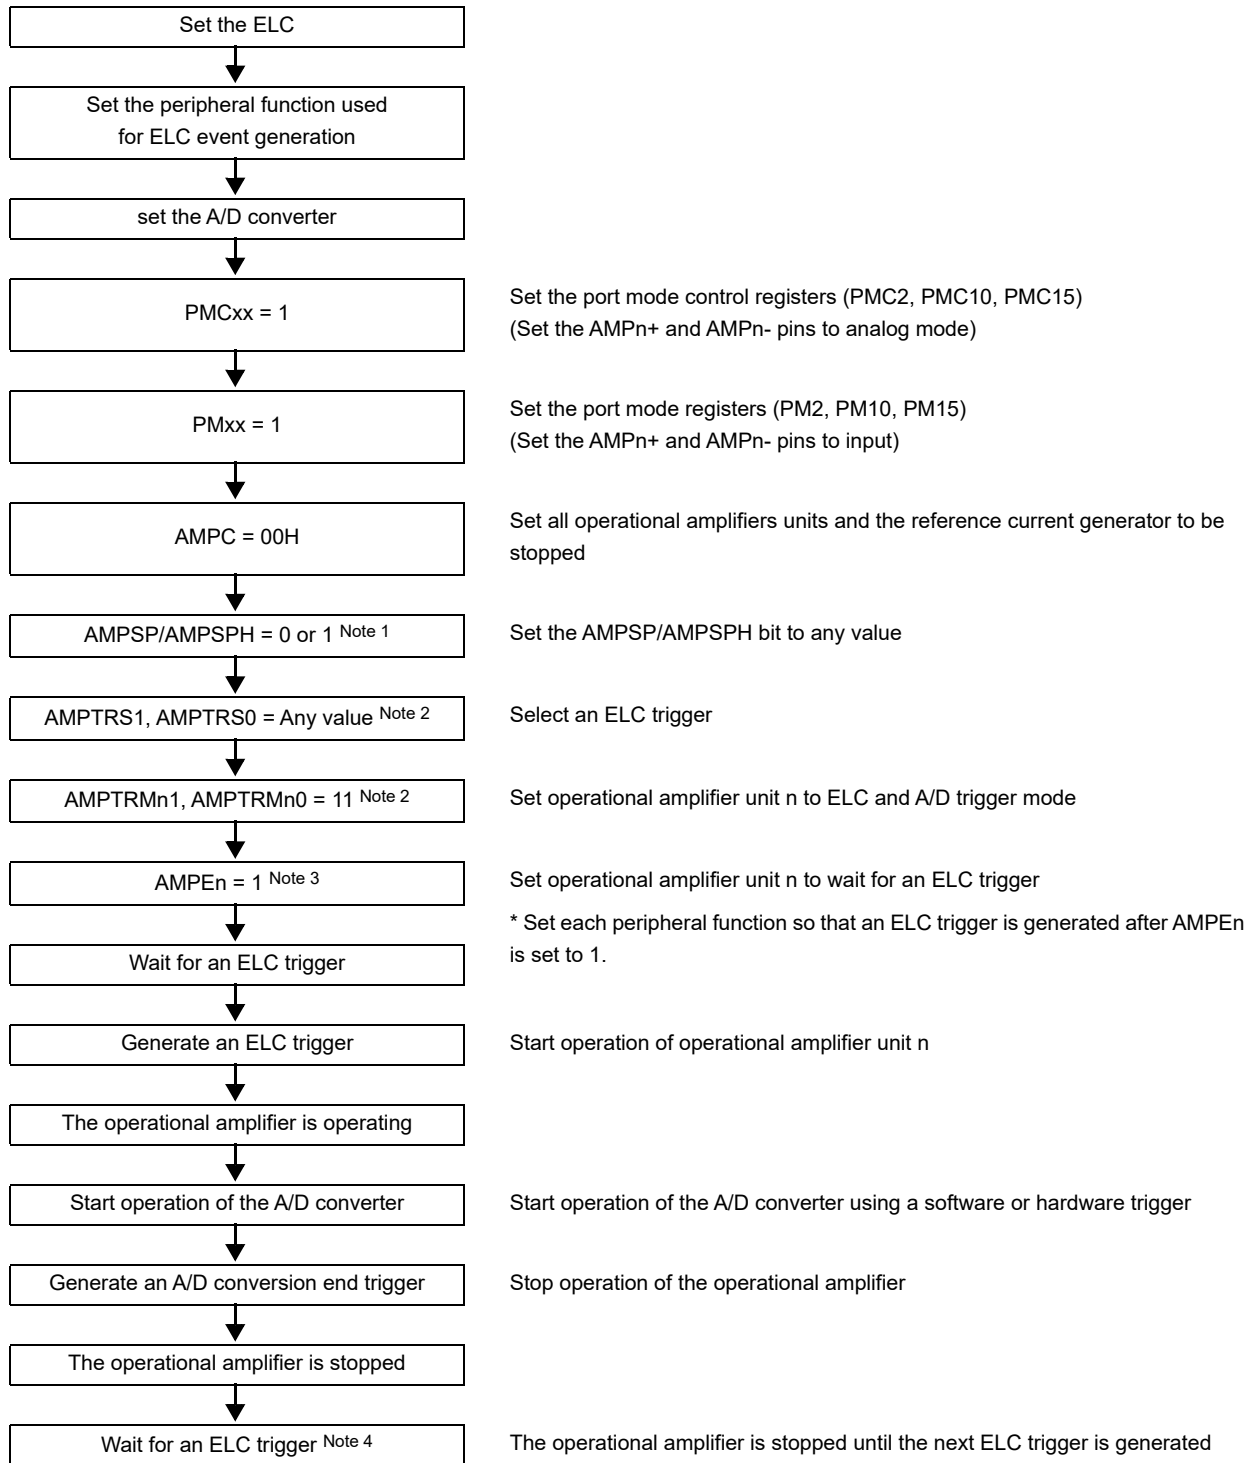 Set the ELC
Set the peripheral function used
for ELC event generation
set the A/D converter
PMCxx = 1
Set the port mode control registers (PMC2, PMC10, PMC15)
(Set the AMPn+ and AMPn- pins to analog mode)
PMxx = 1
Set the port mode registers (PM2, PM10, PM15)
(Set the AMPn+ and AMPn- pins to input)
AMPC = 00H
Set all operational amplifiers units and the reference current generator to be
stopped
AMPSP/AMPSPH = 0 or 1 Note 1
Set the AMPSP/AMPSPH bit to any value
AMPTRS1, AMPTRS0 = Any value Note 2
Select an ELC trigger
AMPTRMn1, AMPTRMn0 = 11 Note 2
Set operational amplifier unit n to ELC and A/D trigger mode
AMPEn = 1 Note 3
Set operational amplifier unit n to wait for an ELC trigger
* Set each peripheral function so that an ELC trigger is generated after AMPEn
is set to 1.
Wait for an ELC trigger
Generate an ELC trigger
Start operation of operational amplifier unit n
The operational amplifier is operating
Start operation of the A/D converter
Start operation of the A/D converter using a software or hardware trigger
Generate an A/D conversion end trigger
Stop operation of the operational amplifier
The operational amplifier is stopped
Wait for an ELC trigger Note 4
The operational amplifier is stopped until the next ELC trigger is generated